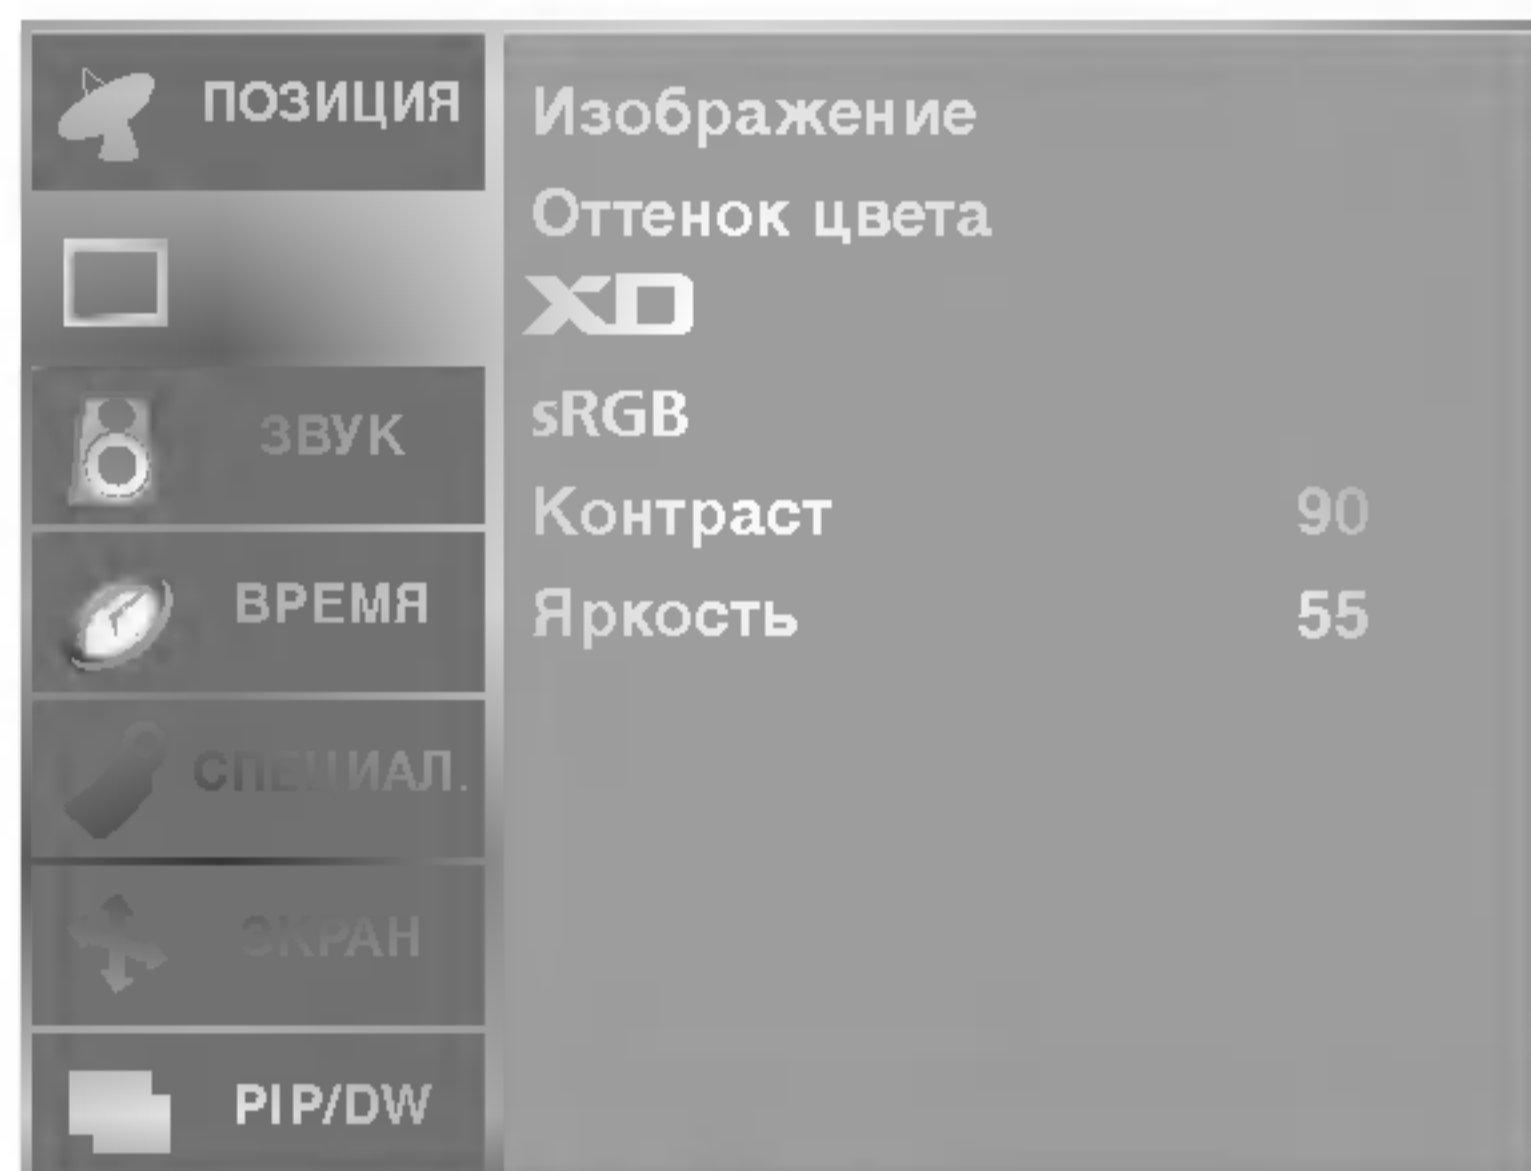 ПОЗИЦИЯ
ЗВУК
ВРЕМЯ
СПЕЦИАЛ.
ЭКРАН
PIP/DW
Изображение
Оттенок цвета
XD
sRGB
Контраст 90
Яркость 55